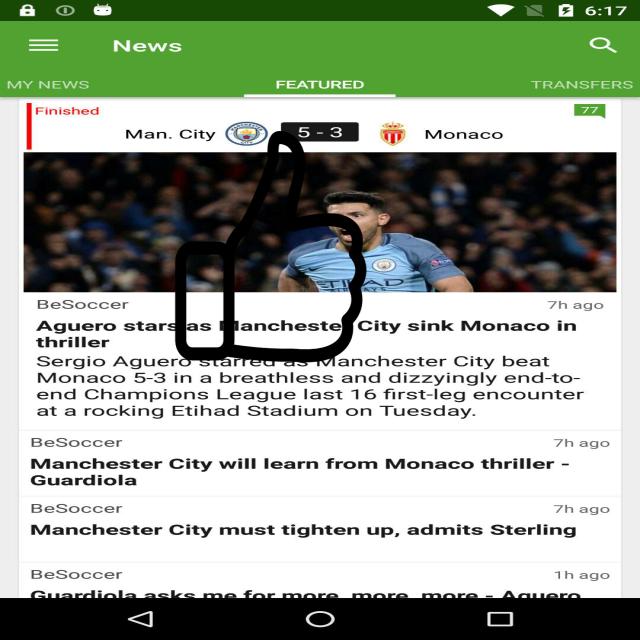 6:17
News
MY NEWS FEATURED TRANSFERS
Finished 77
Man. City 5 - 3 Monaco
ETIHAD
BeSoccer 7h ago
Aguero stars as Manchester City sink Monaco in
thriller
Sergio Aguero starred as Manchester City beat
Monaco 5-3 in a breathless and dizzyingly end-to-
end Champions League last 16 first-leg encounter
at a rocking Etihad Stadium on Tuesday.
BeSoccer 7h ago
Manchester City will learn from Monaco thriller -
Guardiola
BeSoccer 7h ago
Manchester City must tighten up, admits Sterling
BeSoccer 1h ago
Guardiola asks me for more, more, more - Aguero